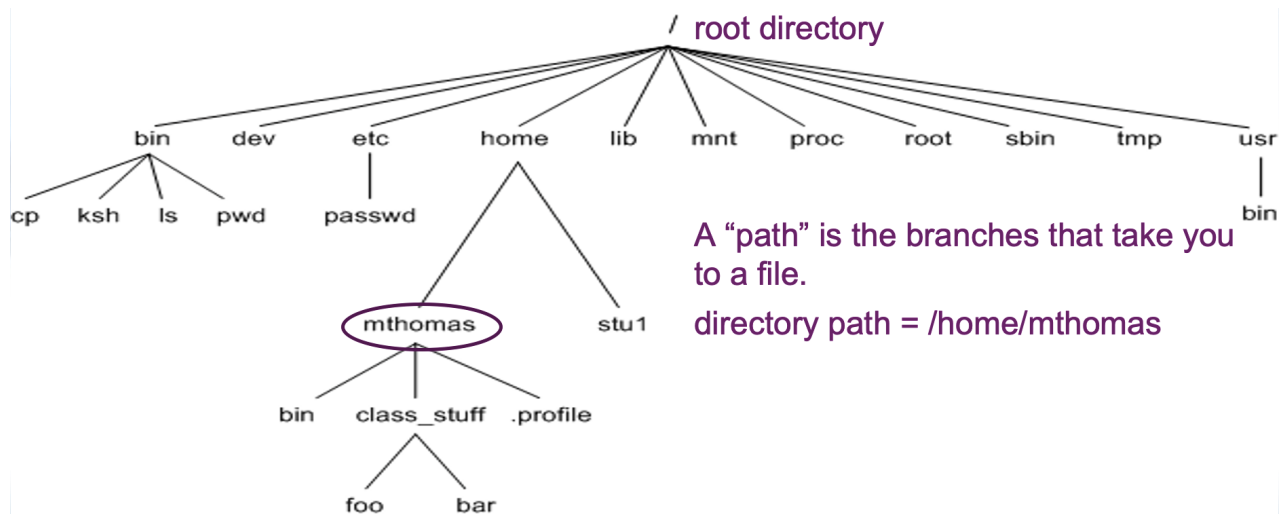 / root directory
bin dev etc home lib mnt proc root sbin tmp usr
cp ksh ls pwd passwd bin
A “path” is the branches that take you
to a file.
mthomas stu1 directory path = /home/mthomas
bin class_stuff .profile
foo bar